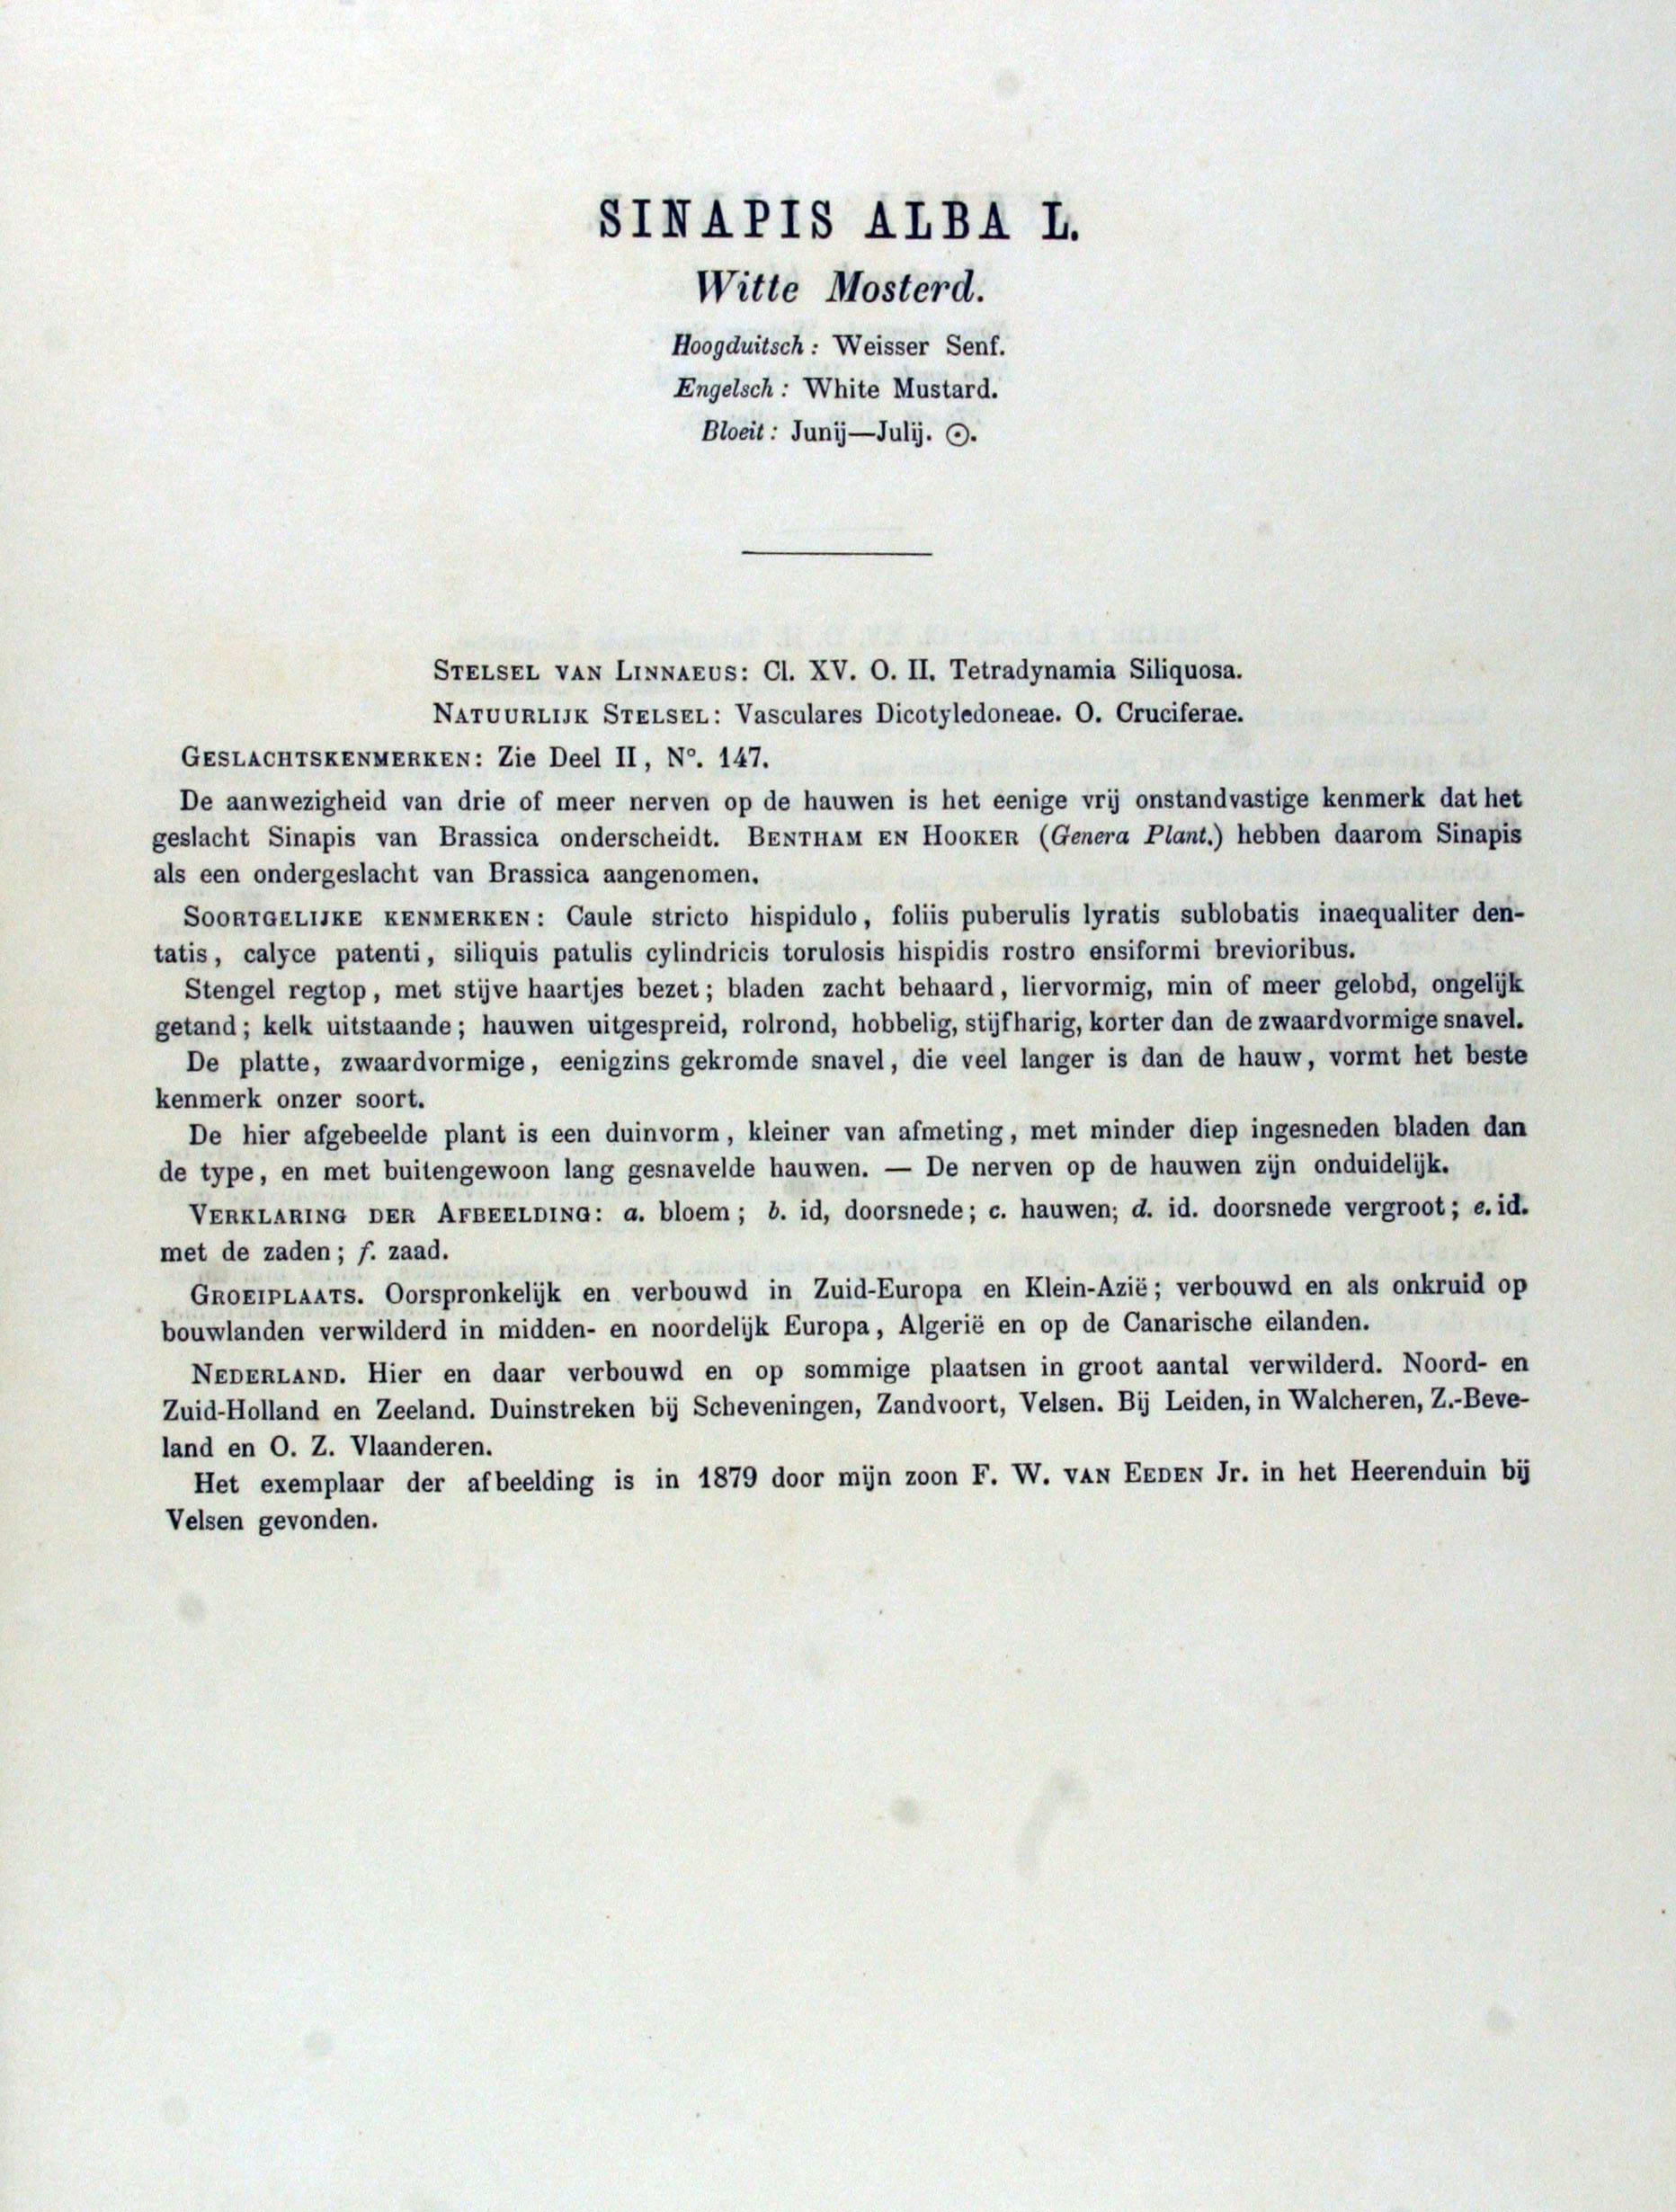 SINAPIS ALBA L.
Witte Mosterd.
Hoogduitsch: Weisser Senf.
Engelsch: White Mustard.
Bloeit: Junij—Julij. ⊙.
STELSEL VAN LINNAEUS: Cl. XV. O. II. Tetradynamia Siliquosa.
NATUURLIJK STELSEL: Vasculares Dicotyledoneae. O. Cruciferae.
GESLACHTSKENMERKEN: Zie Deel II, N°. 147.
De aanwezigheid van drie of meer nerven op de hauwen is het eenige vrij onstandvastige kenmerk dat het
geslacht Sinapis van Brassica onderscheidt. BENTHAM EN HOOKER (Genera Plant.) hebben daarom Sinapis
als een ondergeslacht van Brassica aangenomen.
SOORTGELIJKE KENMERKEN: Caule stricto hispidulo, foliis puberulis lyratis sublobatis inaequaliter den-
tatis, calyce patenti, siliquis patulis cylindricis torulosis hispidis rostro ensiformi brevioribus.
Stengel regtop, met stijve haartjes bezet; bladen zacht behaard, liervormig, min of meer gelobd, ongelijk
getand; kelk uitstaande; hauwen uitgespreid, rolrond, hobbelig, stijfharig, korter dan de zwaardvormige snavel.
De platte, zwaardvormige, eenigzins gekromde snavel, die veel langer is dan de hauw, vormt het beste
kenmerk onzer soort.
De hier afgebeelde plant is een duinvorm, kleiner van afmeting, met minder diep ingesneden bladen dan
de type, en met buitengewoon lang gesnavelde hauwen. — De nerven op de hauwen zijn onduidelijk.
VERKLARING DER AFBEELDING: a. bloem; b. id, doorsnede; c. hauwen; d. id. doorsnede vergroot; e. id.
met de zaden; f. zaad.
GROEIPLAATS. Oorspronkelijk en verbouwd in Zuid-Europa en Klein-Azië; verbouwd en als onkruid op
bouwlanden verwilderd in midden- en noordelijk Europa, Algerië en op de Canarische eilanden.
NEDERLAND. Hier en daar verbouwd en op sommige plaatsen in groot aantal verwilderd. Noord- en
Zuid-Holland en Zeeland. Duinstreken bij Scheveningen, Zandvoort, Velsen. Bij Leiden, in Walcheren, Z.-Beve-
land en O. Z. Vlaanderen.
Het exemplaar der afbeelding is in 1879 door mijn zoon F. W. VAN EEDEN Jr. in het Heerenduin bij
Velsen gevonden.